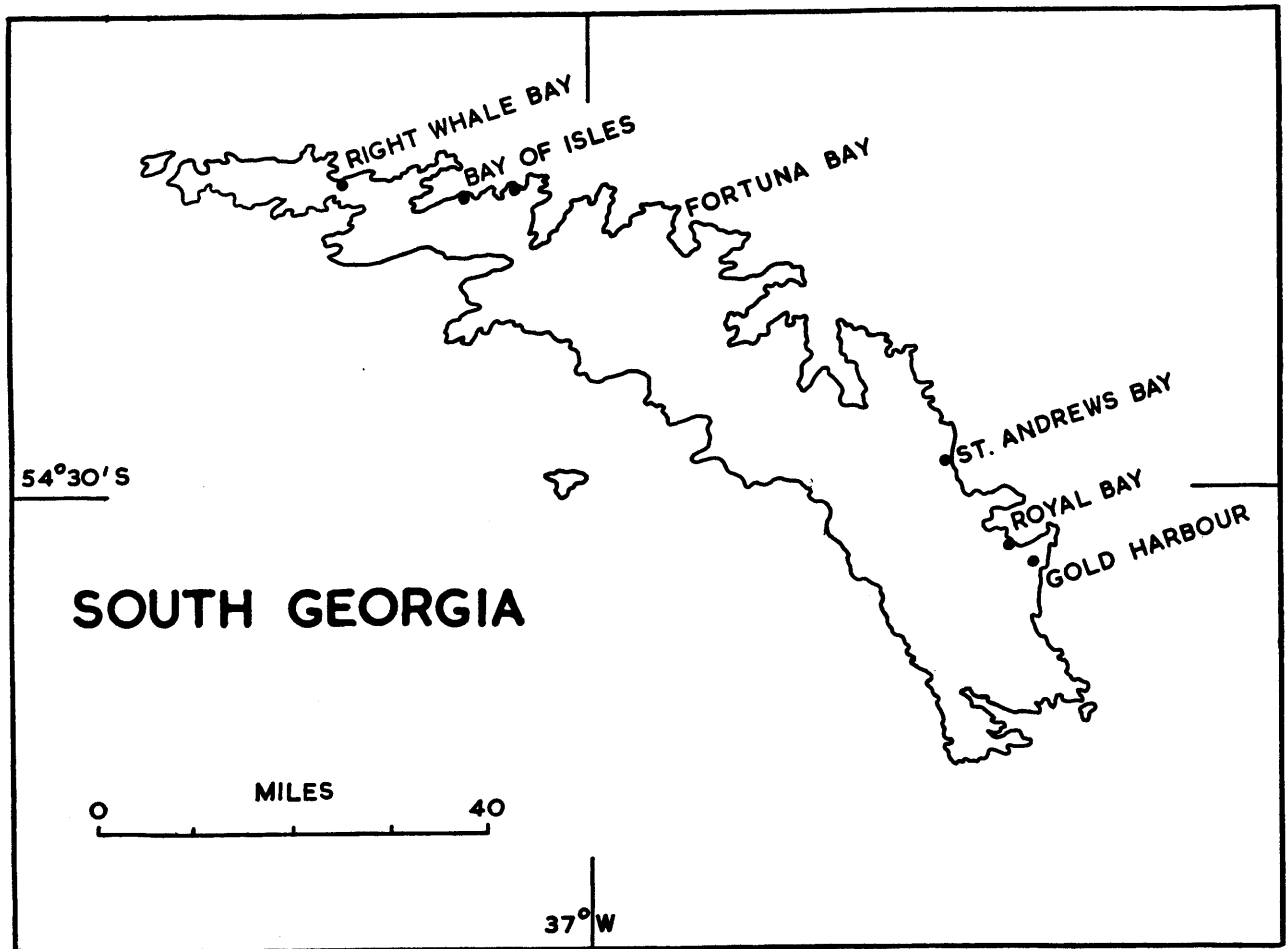 RIGHT WHALE BAY
BAY OF ISLES
FORTUNA BAY
ST. ANDREWS BAY
54°30'S
ROYAL BAY
GOLD HARBOUR
SOUTH GEORGIA
MILES
0 40
37°W